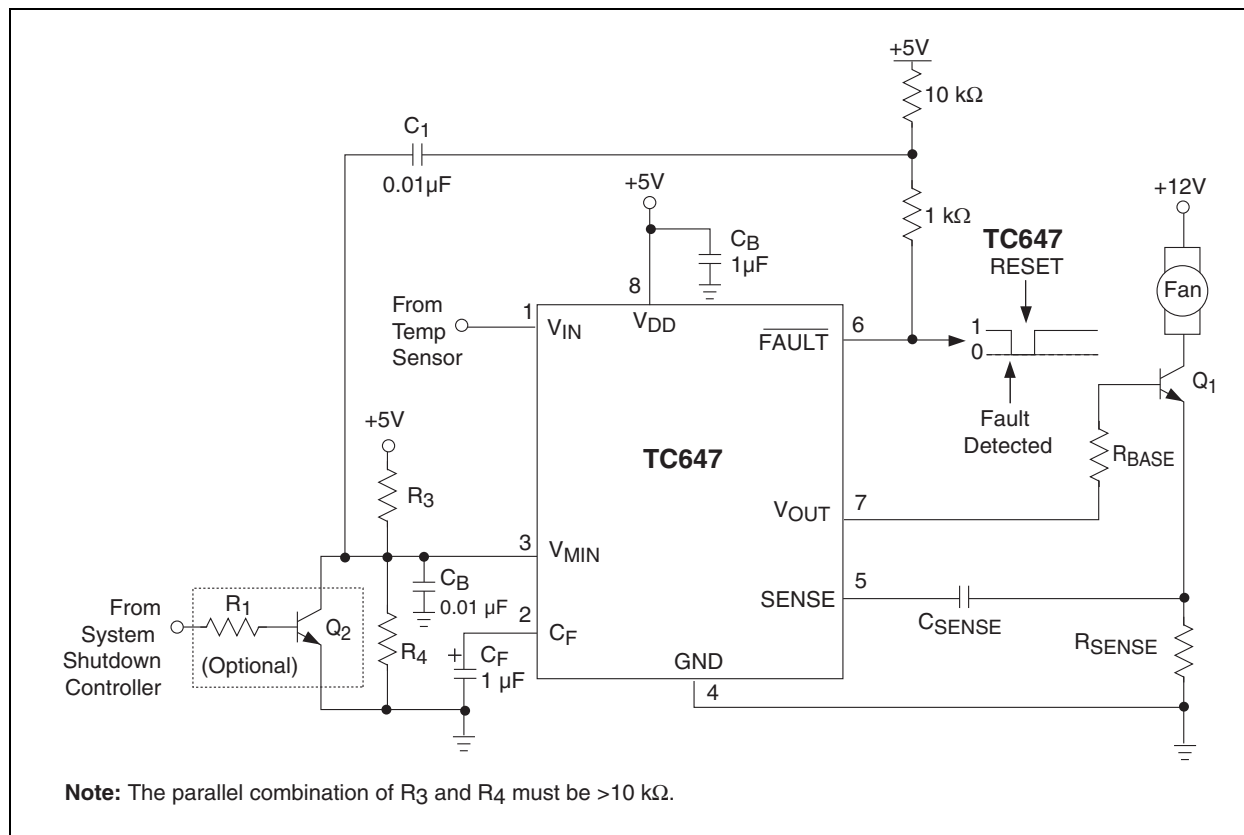 +5V
10 kΩ
C1
0.01µF
+5V
1 kΩ
+12V
CB
1µF
TC647
RESET
Fan
8
From
Temp
Sensor
1
VIN
VDD
FAULT
6
1
0
Q1
Fault
Detected
+5V
TC647
RBASE
R3
VOUT
7
3
VMIN
CB
0.01 µF
SENSE
5
CSENSE
From
System
Shutdown
Controller
R1
(Optional)
Q2
R4
2
CF
+
CF
1 µF
GND
4
RSENSE
Note: The parallel combination of R3 and R4 must be >10 kΩ.